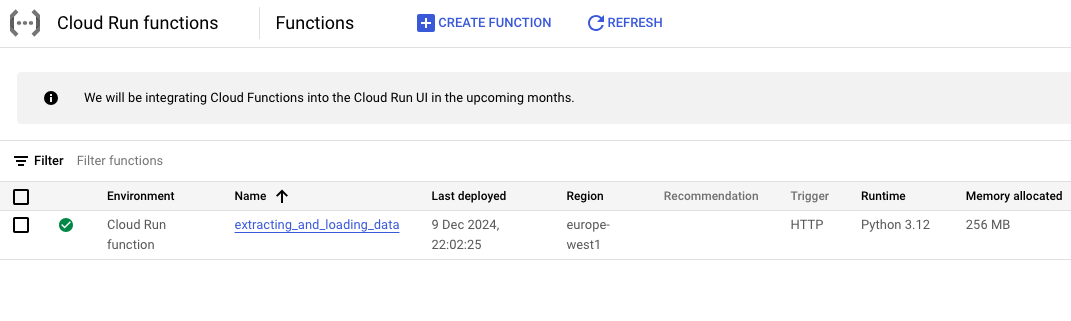 Cloud Run functions Functions CREATE FUNCTION REFRESH
We will be integrating Cloud Functions into the Cloud Run UI in the upcoming months.
Filter Filter functions
Environment Name Last deployed Region Recommendation Trigger Runtime Memory allocated
Cloud Run extracting_and_loading_data 9 Dec 2024, europe- HTTP Python 3.12 256 MB
function 22:02:25 west1